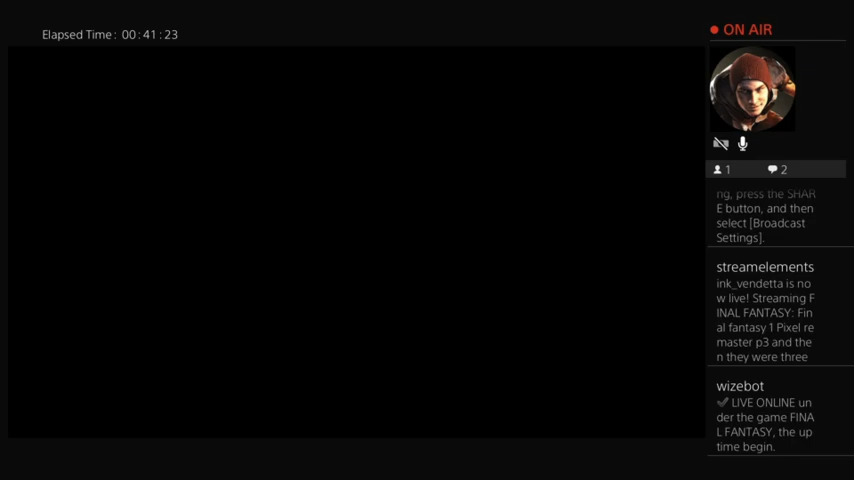 Elapsed Time: 00:41:23
ON AIR
1 2
ng, press the SHAR
E button, and then
select [Broadcast
Settings].
streamelements
ink_vendetta is no
w live! Streaming F
INAL FANTASY: Fin
al fantasy 1 Pixel re
master p3 and the
n they were three
wizebot
✔ LIVE ONLINE un
der the game FINA
L FANTASY, the up
time begin.